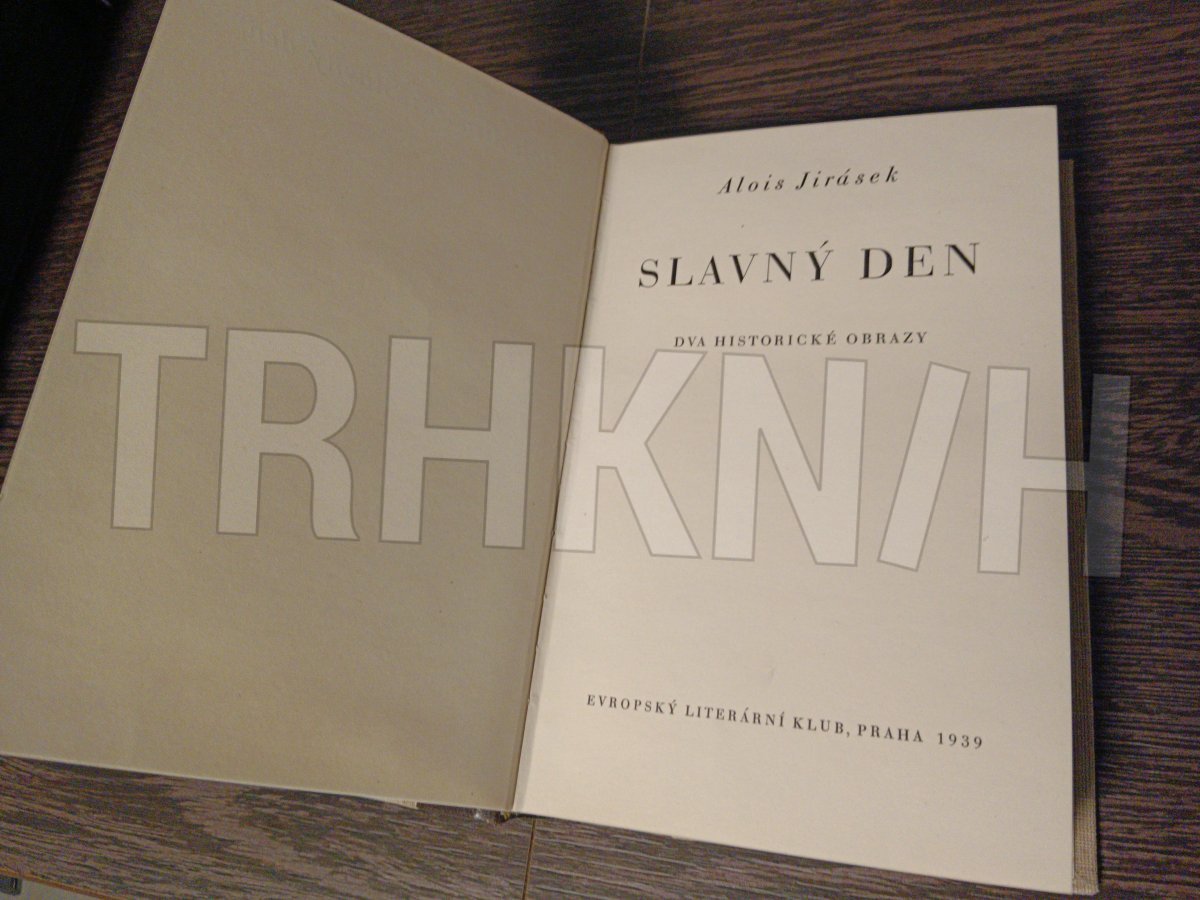 Alois Jirásek
SLAVNÝ DEN
DVA HISTORICKÉ OBRAZY
TRHKNIH
EVROPSKÝ LITERÁRNÍ KLUB, PRAHA 1939